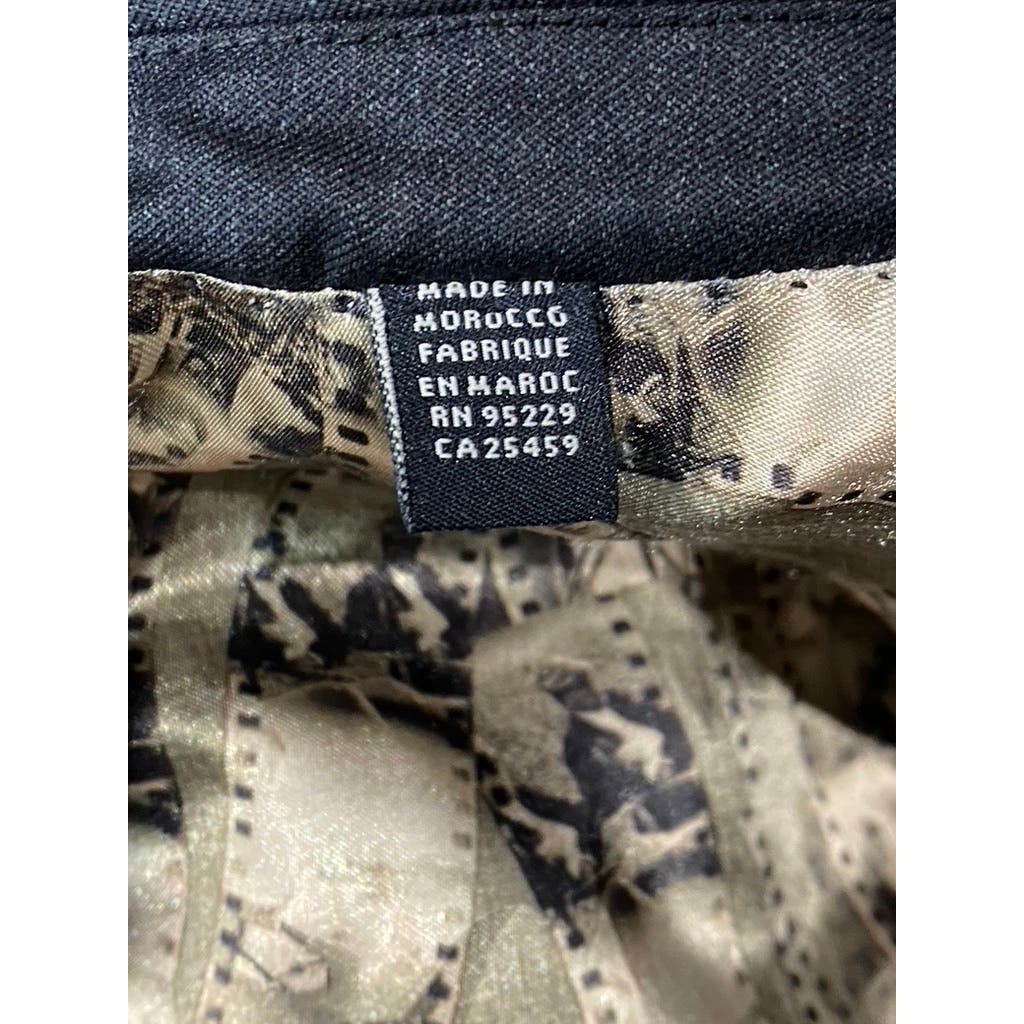 MADE IN
MOROCCO
FABRIQUE
EN MAROC
RN 95229
CA 25459